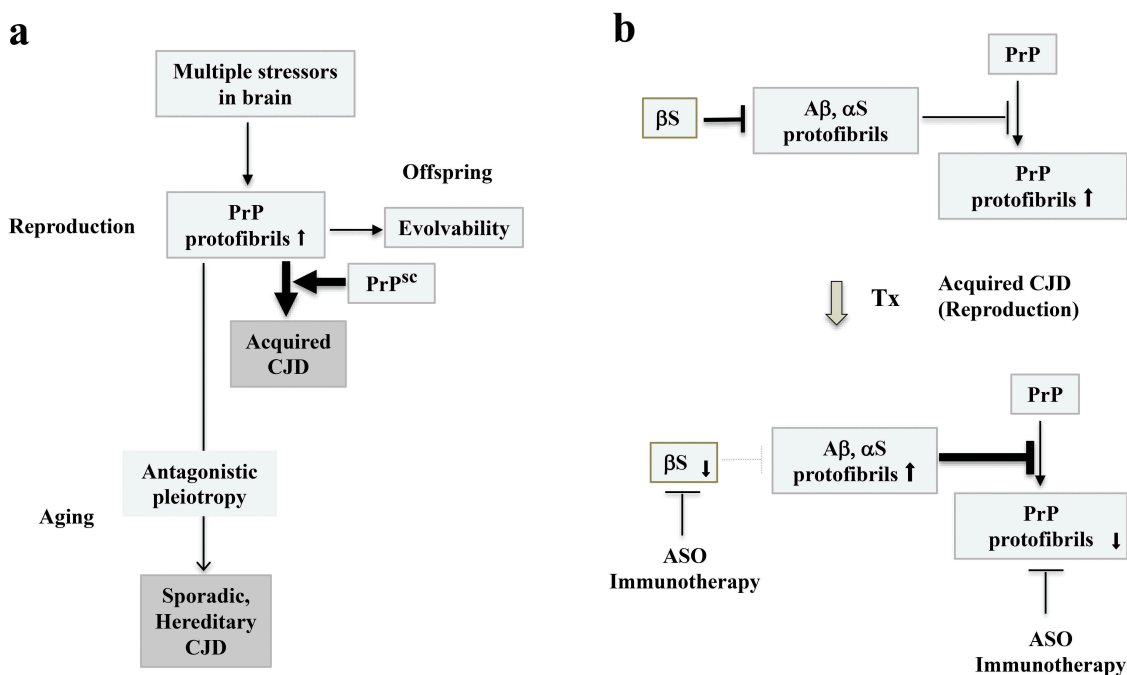 a
Multiple stressors
in brain
Offspring
Reproduction
PrP
protofibrils ↑
Evolvability
PrPsc
Acquired
CJD
Antagonistic
pleiotropy
Aging
Sporadic,
Hereditary
CJD
b
PrP
βS
Aβ, αS
protofibrils
PrP
protofibrils ↑
Tx
Acquired CJD
(Reproduction)
PrP
βS ↓
Aβ, αS
protofibrils ↑
PrP
protofibrils ↓
ASO
Immunotherapy
ASO
Immunotherapy